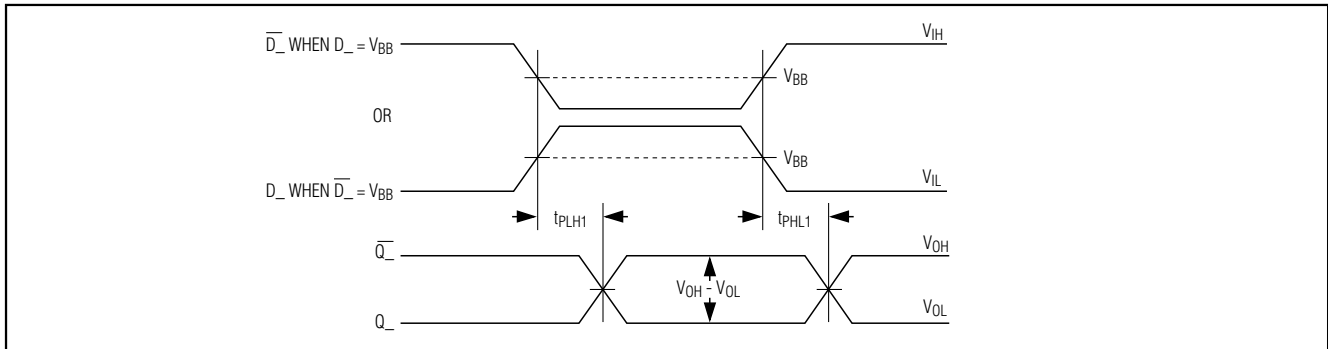 D̅_̅ WHEN D_ = VBB
VIH
VBB
OR
VBB
D_ WHEN D̅_̅ = VBB
VIL
tPLH1
tPHL1
Q̅_̅
VOH
VOH - VOL
Q_
VOL